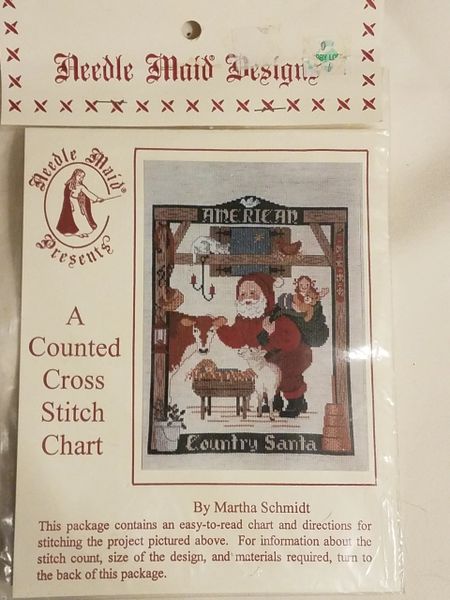 Needle Maid Designs
Needle Maid®
Presents
A
Counted
Cross
Stitch
Chart
AMERICAN
Country Santa
By Martha Schmidt
This package contains an easy-to-read chart and directions for
stitching the project pictured above. For information about the
stitch count, size of the design, and materials required, turn to
the back of this package.